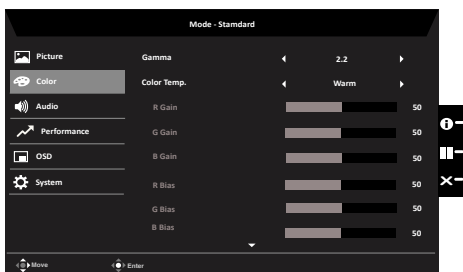 Mode - Standard
Picture
Gamma 2.2
Color
Color Temp. Warm
Audio
R Gain 50
Performance
G Gain 50
OSD
B Gain 50
System
R Bias 50
G Bias 50
B Bias 50
Move Enter